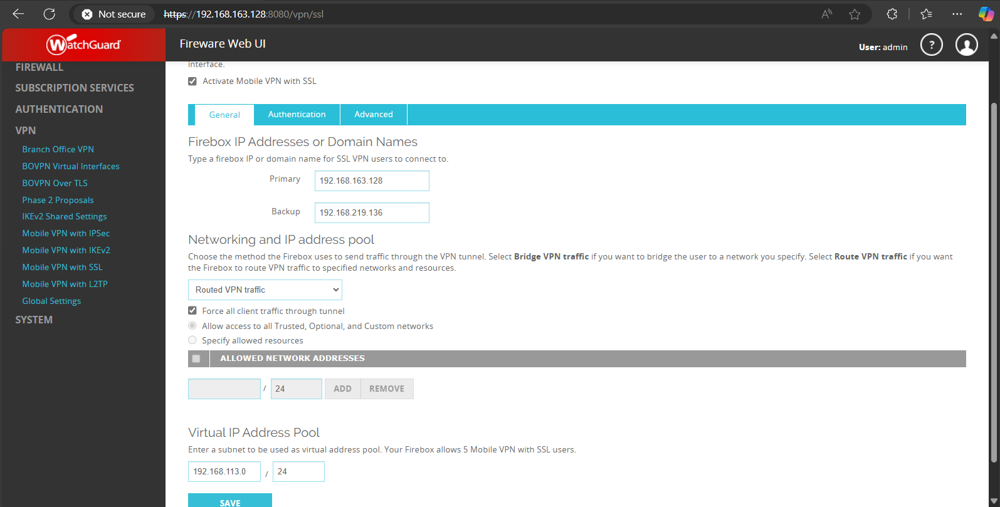 Not secure
https://192.168.163.128:8080/vpn/ssl
WatchGuard
Fireware Web UI
User: admin
?
FIREWALL
SUBSCRIPTION SERVICES
AUTHENTICATION
VPN
Branch Office VPN
BOVPN Virtual Interfaces
BOVPN Over TLS
Phase 2 Proposals
IKEv2 Shared Settings
Mobile VPN with IPSec
Mobile VPN with IKEv2
Mobile VPN with SSL
Mobile VPN with L2TP
Global Settings
SYSTEM
interface.
Activate Mobile VPN with SSL
General Authentication Advanced
Firebox IP Addresses or Domain Names
Type a firebox IP or domain name for SSL VPN users to connect to.
Primary 192.168.163.128
Backup 192.168.219.136
Networking and IP address pool
Choose the method the Firebox uses to send traffic through the VPN tunnel. Select Bridge VPN traffic if you want to bridge the user to a network you specify. Select Route VPN traffic if you want
the Firebox to route VPN traffic to specified networks and resources.
Routed VPN traffic
Force all client traffic through tunnel
Allow access to all Trusted, Optional, and Custom networks
Specify allowed resources
ALLOWED NETWORK ADDRESSES
/ 24 ADD REMOVE
Virtual IP Address Pool
Enter a subnet to be used as virtual address pool. Your Firebox allows 5 Mobile VPN with SSL users.
192.168.113.0 / 24
SAVE